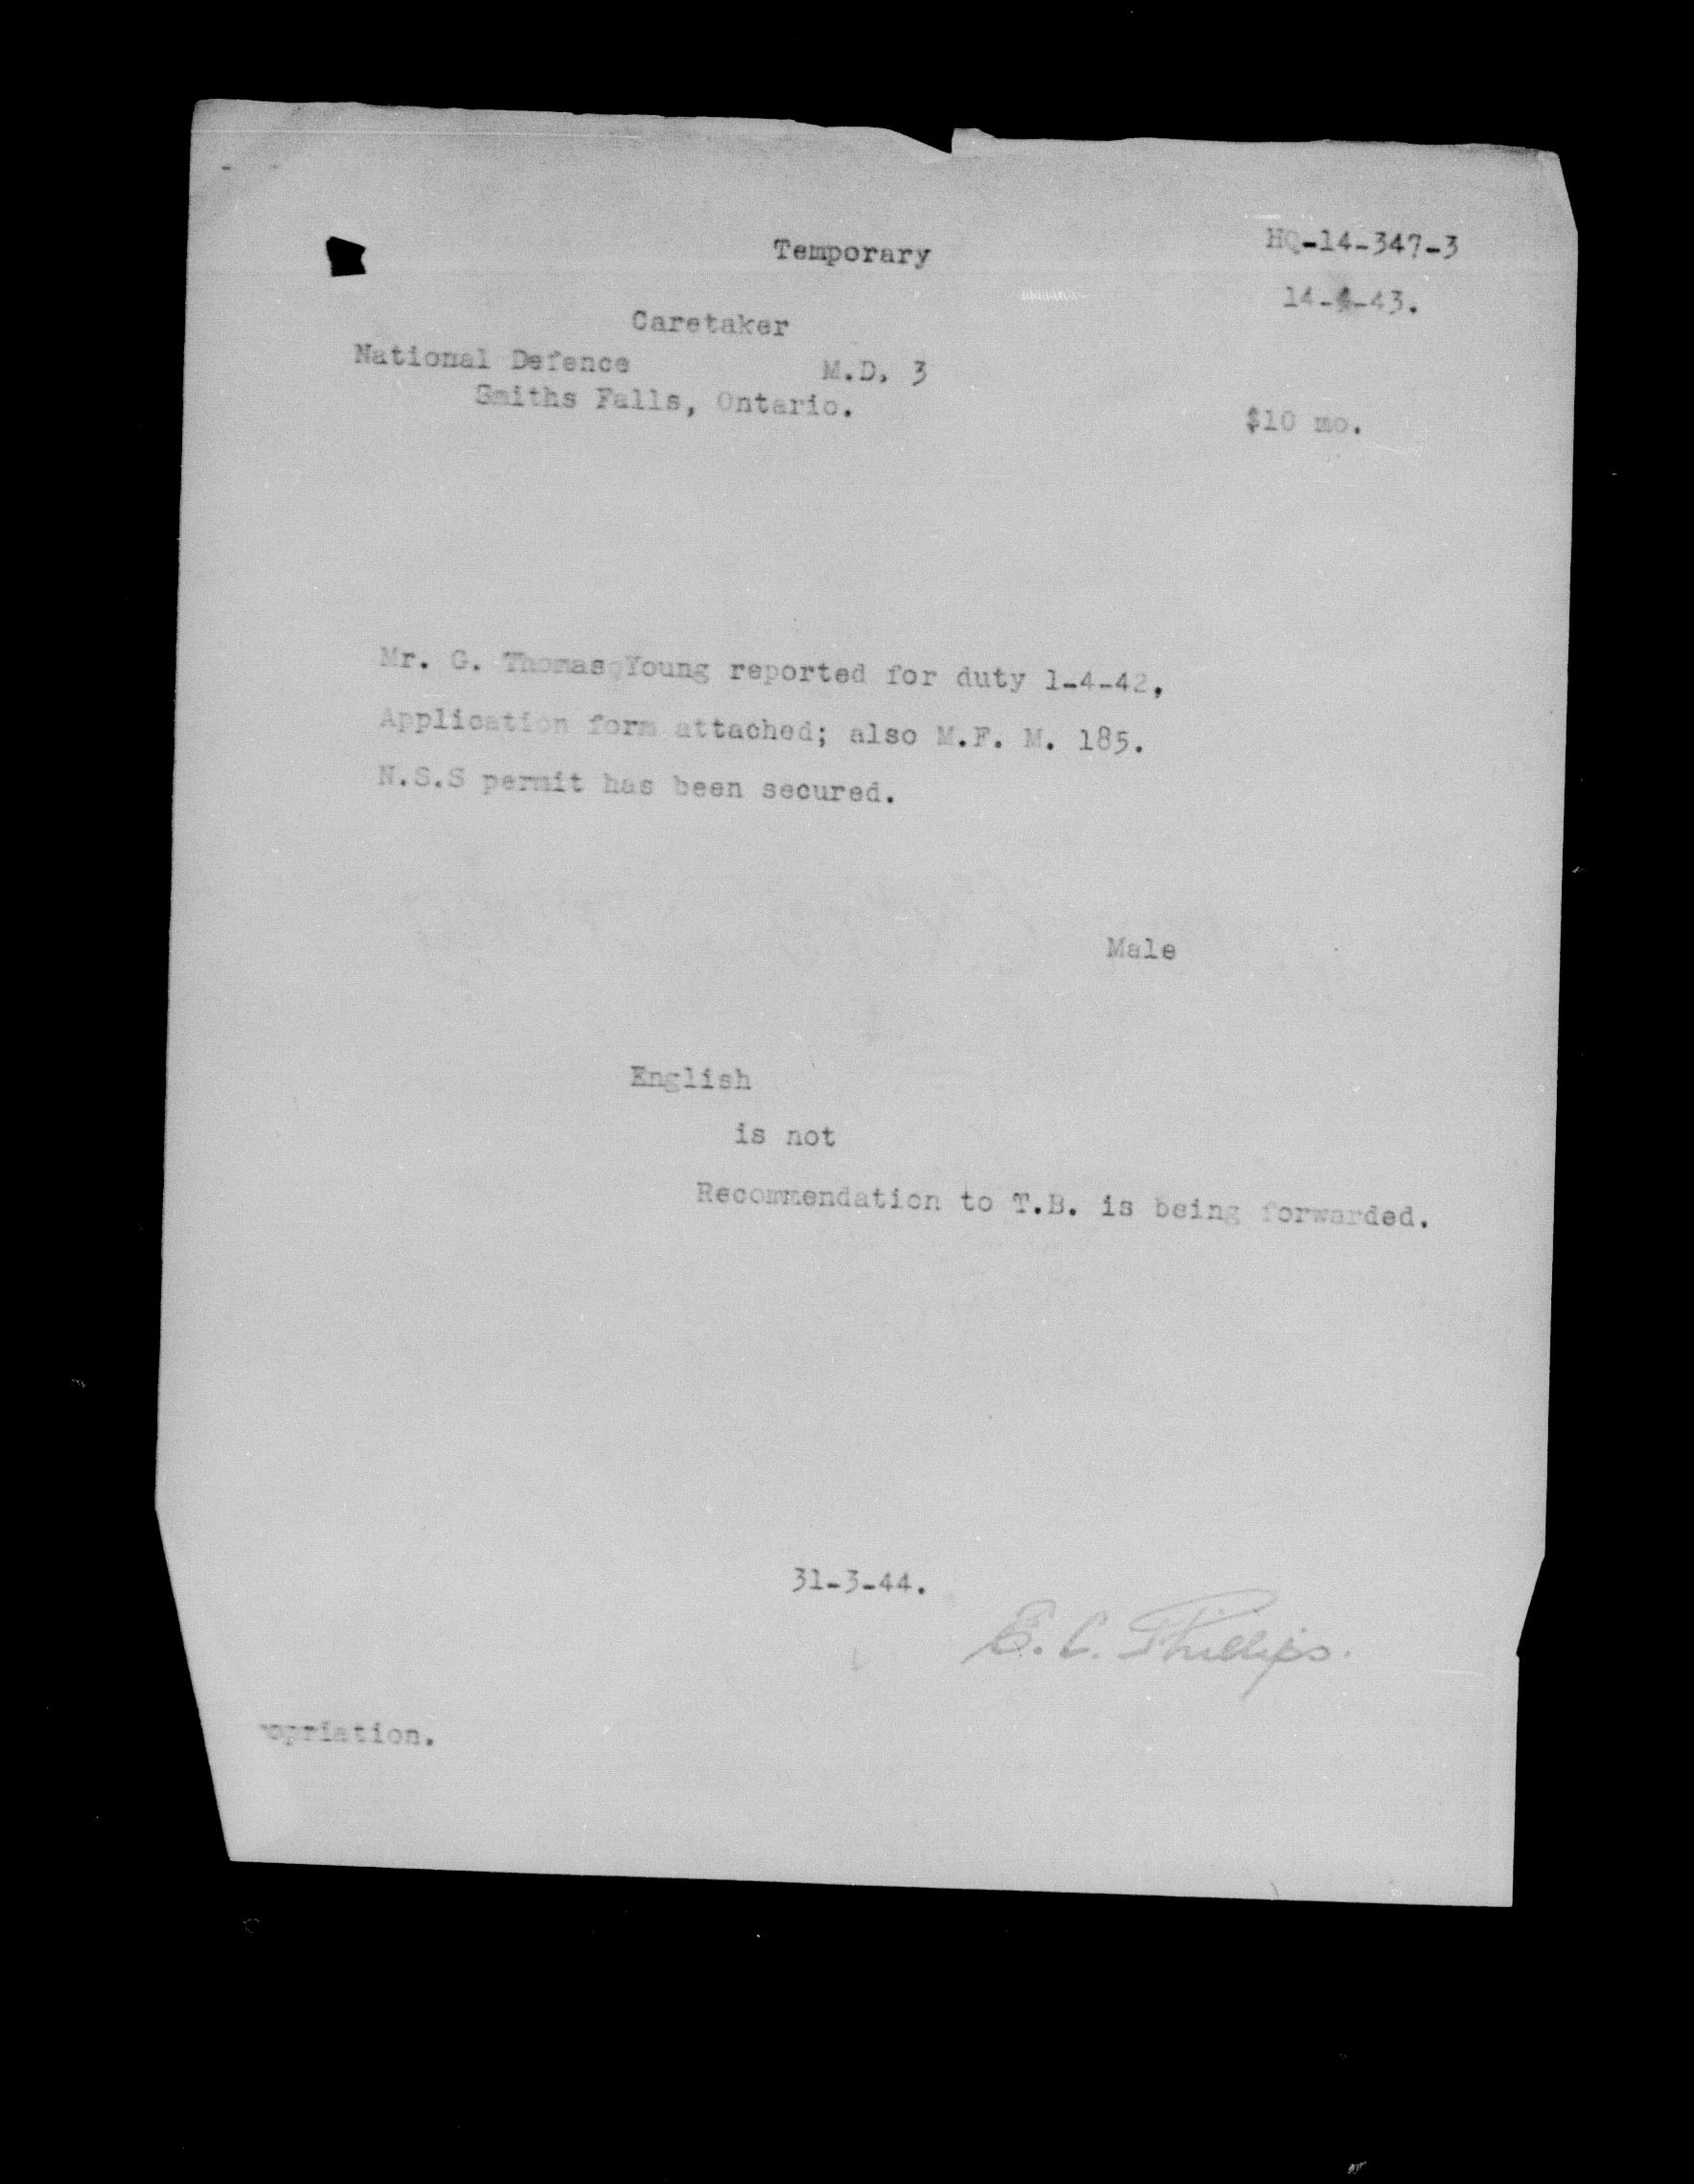 Temporary
HQ-14-347-3
14-4-43.
Caretaker
National Defence M.D. 3
Smiths Falls, Ontario.
$10 mo.
Mr. G. Thomas Young reported for duty 1-4-42,
Application form attached; also M.F. M. 185.
N.S.S permit has been secured.
Male
English
is not
Recommendation to T.B. is being forwarded.
31-3-44.
E. C. Phillips.
opriation.